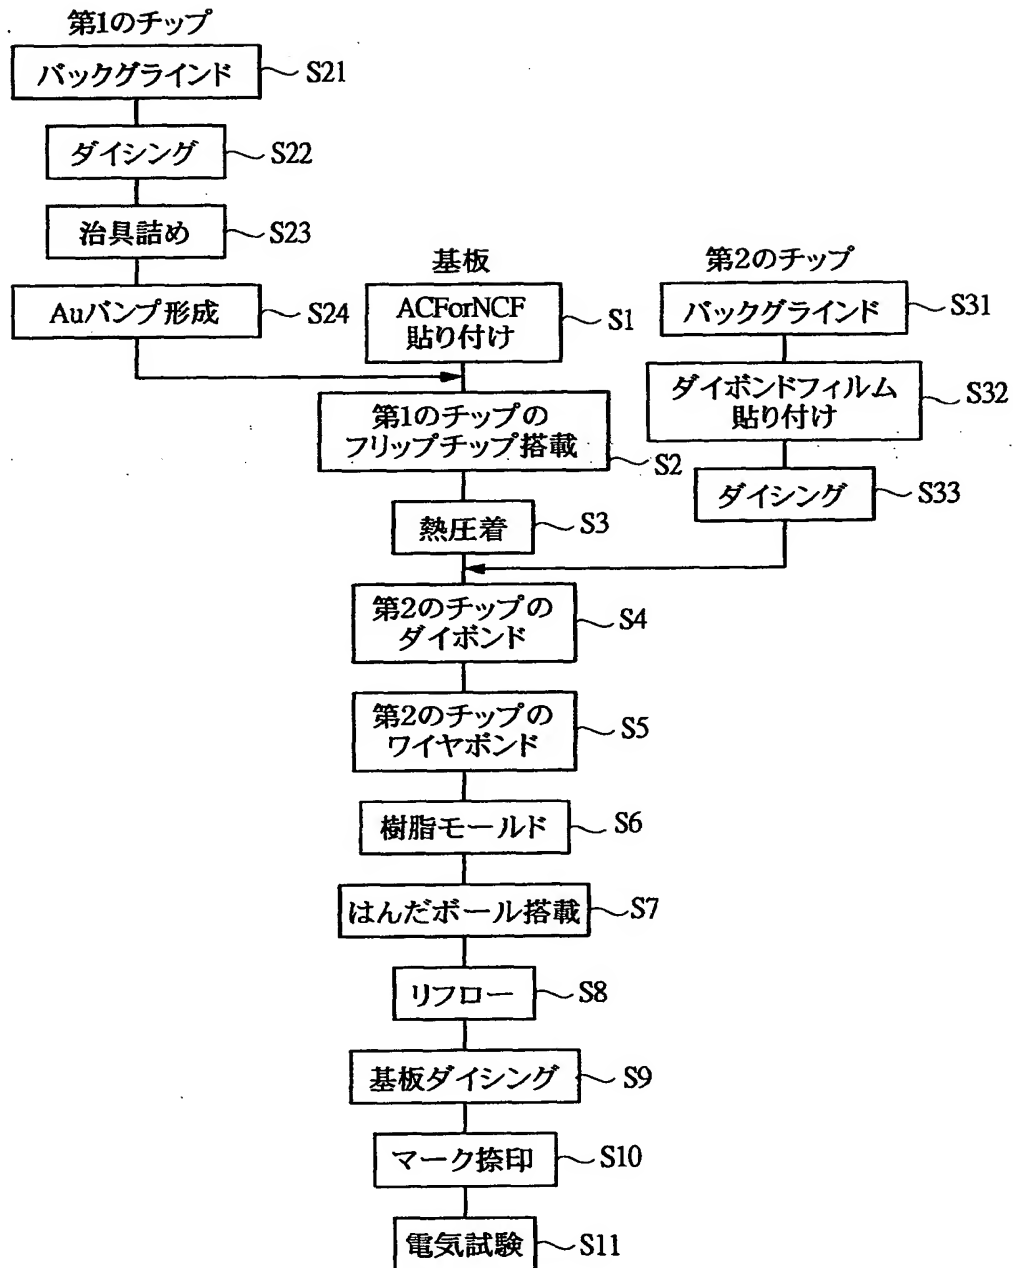 第1のチップ
バックグラインド S21
ダイシング S22
治具詰め S23
Auバンプ形成 S24
基板
ACForNCF
貼り付け
S1
第1のチップの
フリップチップ搭載
S2
熱圧着 S3
第2のチップ
バックグラインド S31
ダイボンドフィルム
貼り付け
S32
ダイシング S33
第2のチップの
ダイボンド
S4
第2のチップの
ワイヤボンド
S5
樹脂モールド S6
はんだボール搭載 S7
リフロー S8
基板ダイシング S9
マーク捺印 S10
電気試験 S11